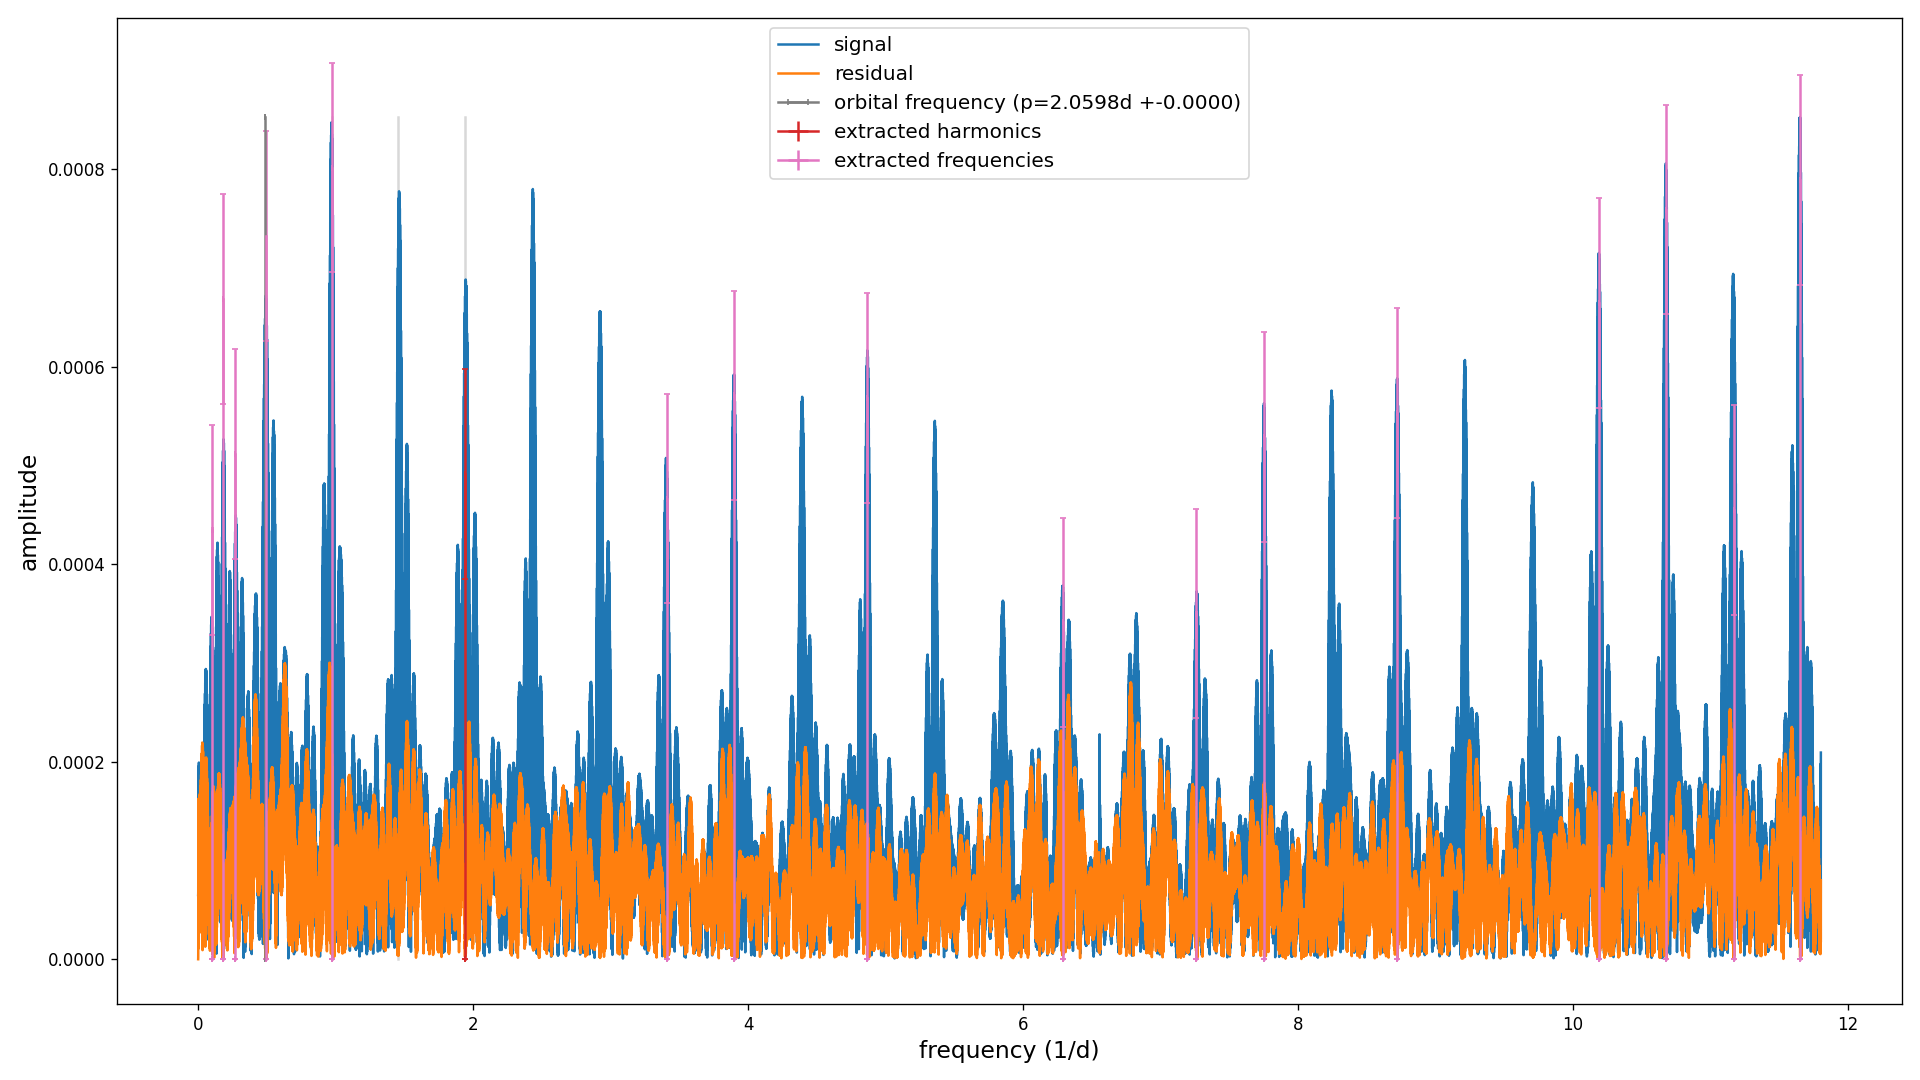 signal
residual
orbital frequency (p=2.0598d +-0.0000)
extracted harmonics
extracted frequencies
amplitude
0.0008
0.0006
0.0004
0.0002
0.0000
0 2 4 6 8 10 12
frequency (1/d)